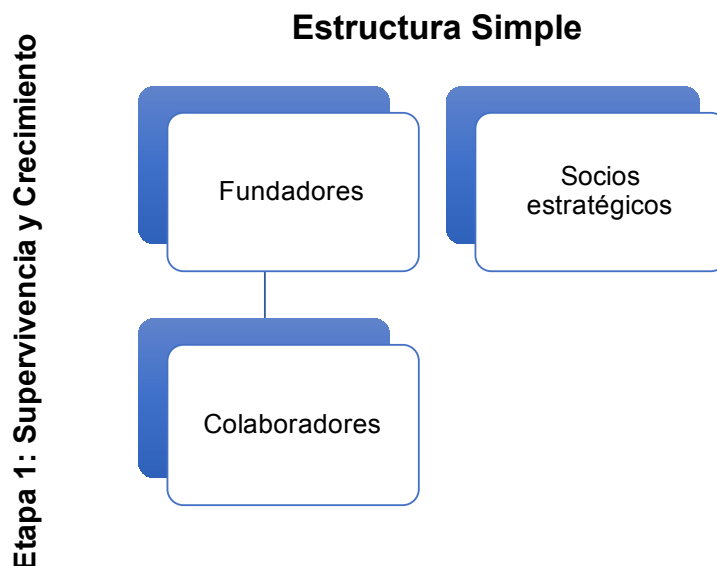 Estructura Simple
Etapa 1: Supervivencia y Crecimiento
Fundadores
Socios
estratégicos
Colaboradores